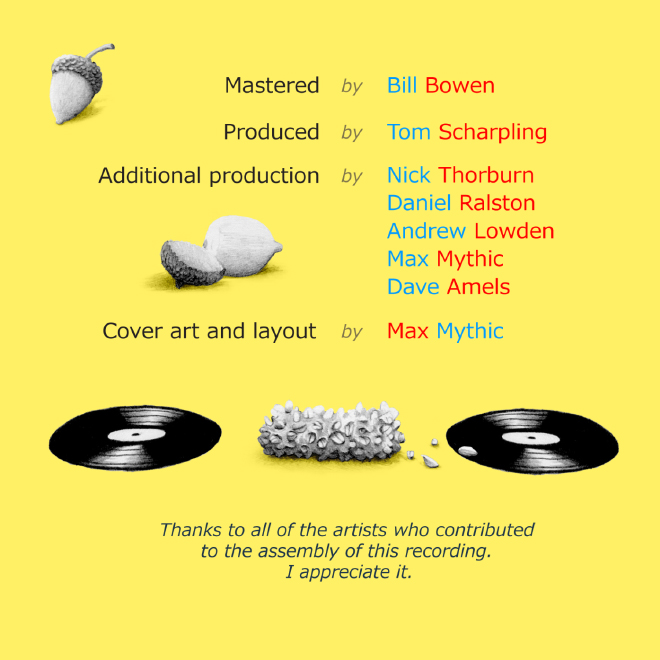 Mastered by Bill Bowen
Produced by Tom Scharpling
Additional production by Nick Thorburn
Daniel Ralston
Andrew Lowden
Max Mythic
Dave Amels
Cover art and layout by Max Mythic
Thanks to all of the artists who contributed
to the assembly of this recording.
I appreciate it.